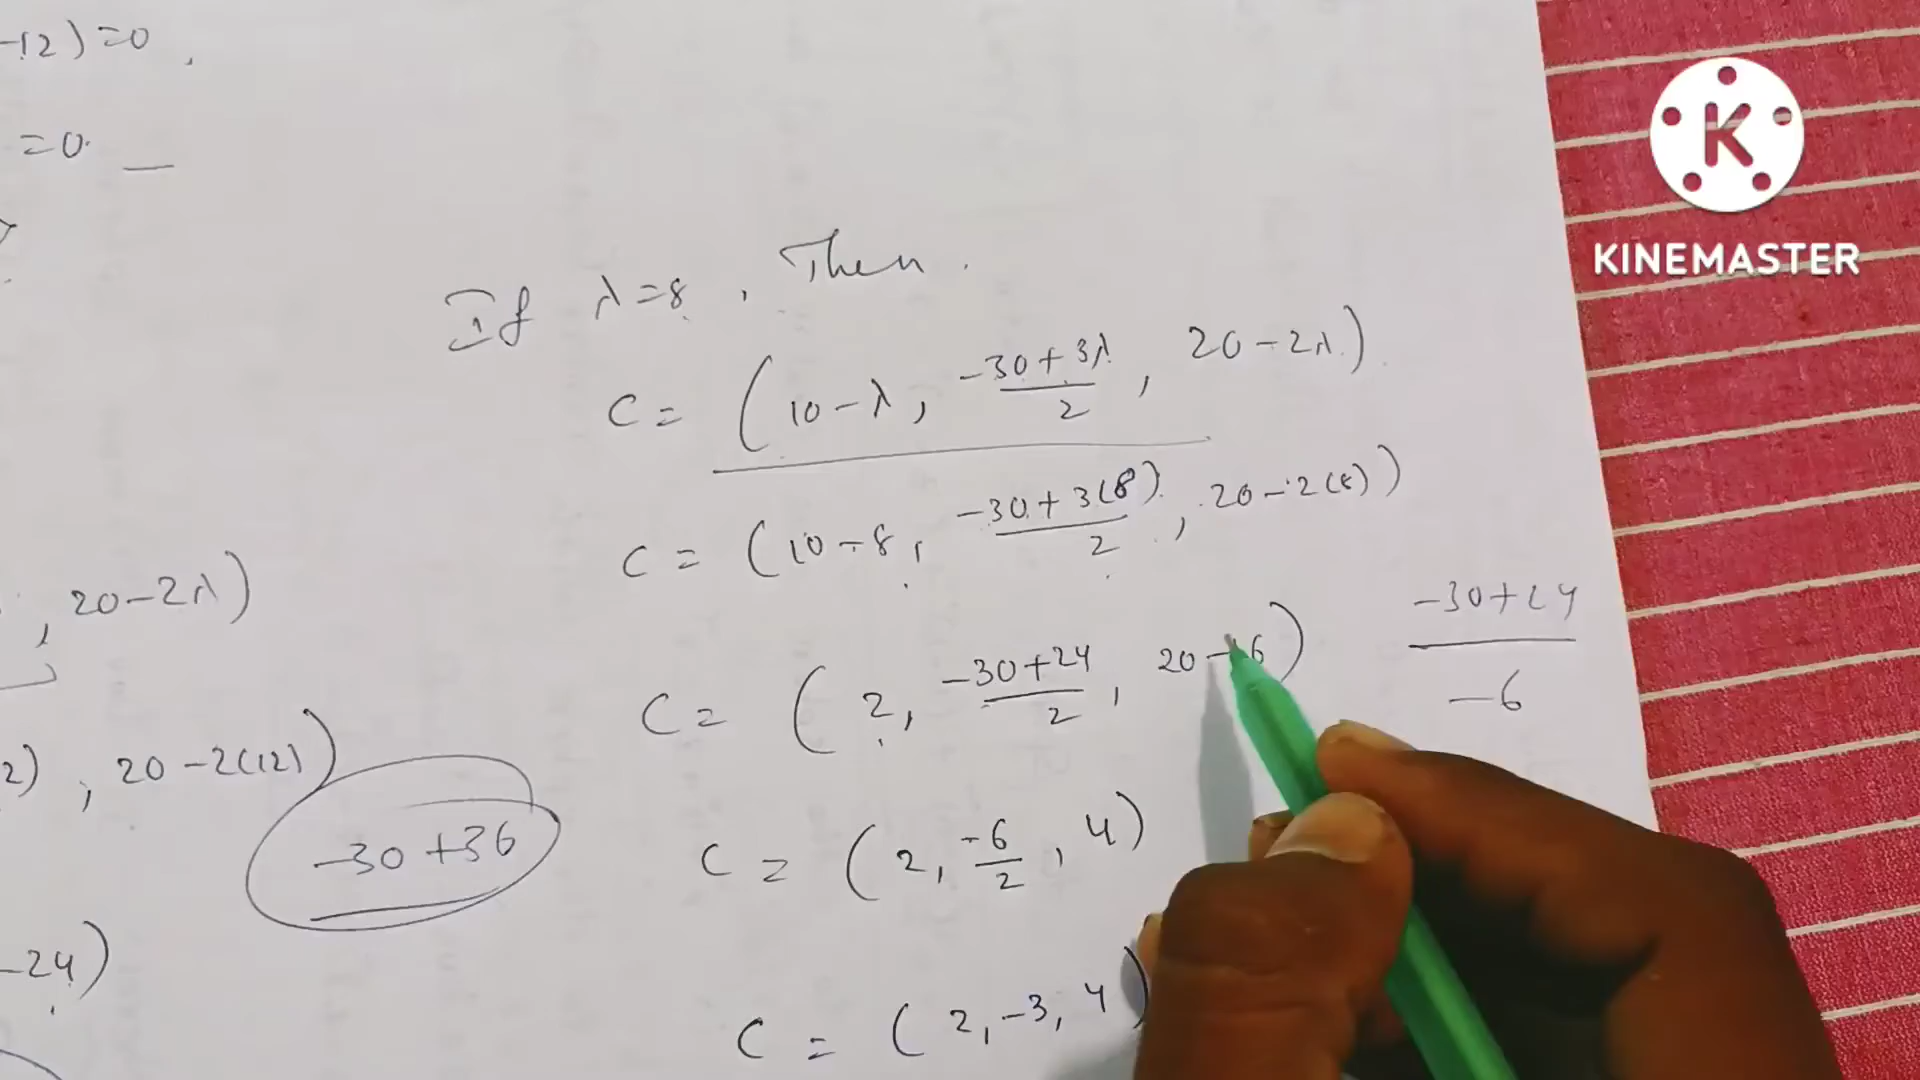 -12) =0,
=0. —
If λ=8, Then.
C = (10-λ, -30+3λ/2, 20-2λ)
C = (10-8, -30+3(8)/2, 20-2(8))
, 20-2λ)
C = (2, -30+24/2, 20-16)
-30+24
-6
2), 20-2(12))
-30+36
C = (2, -6/2, 4)
-24)
C = (2, -3, 4)
KINEMASTER